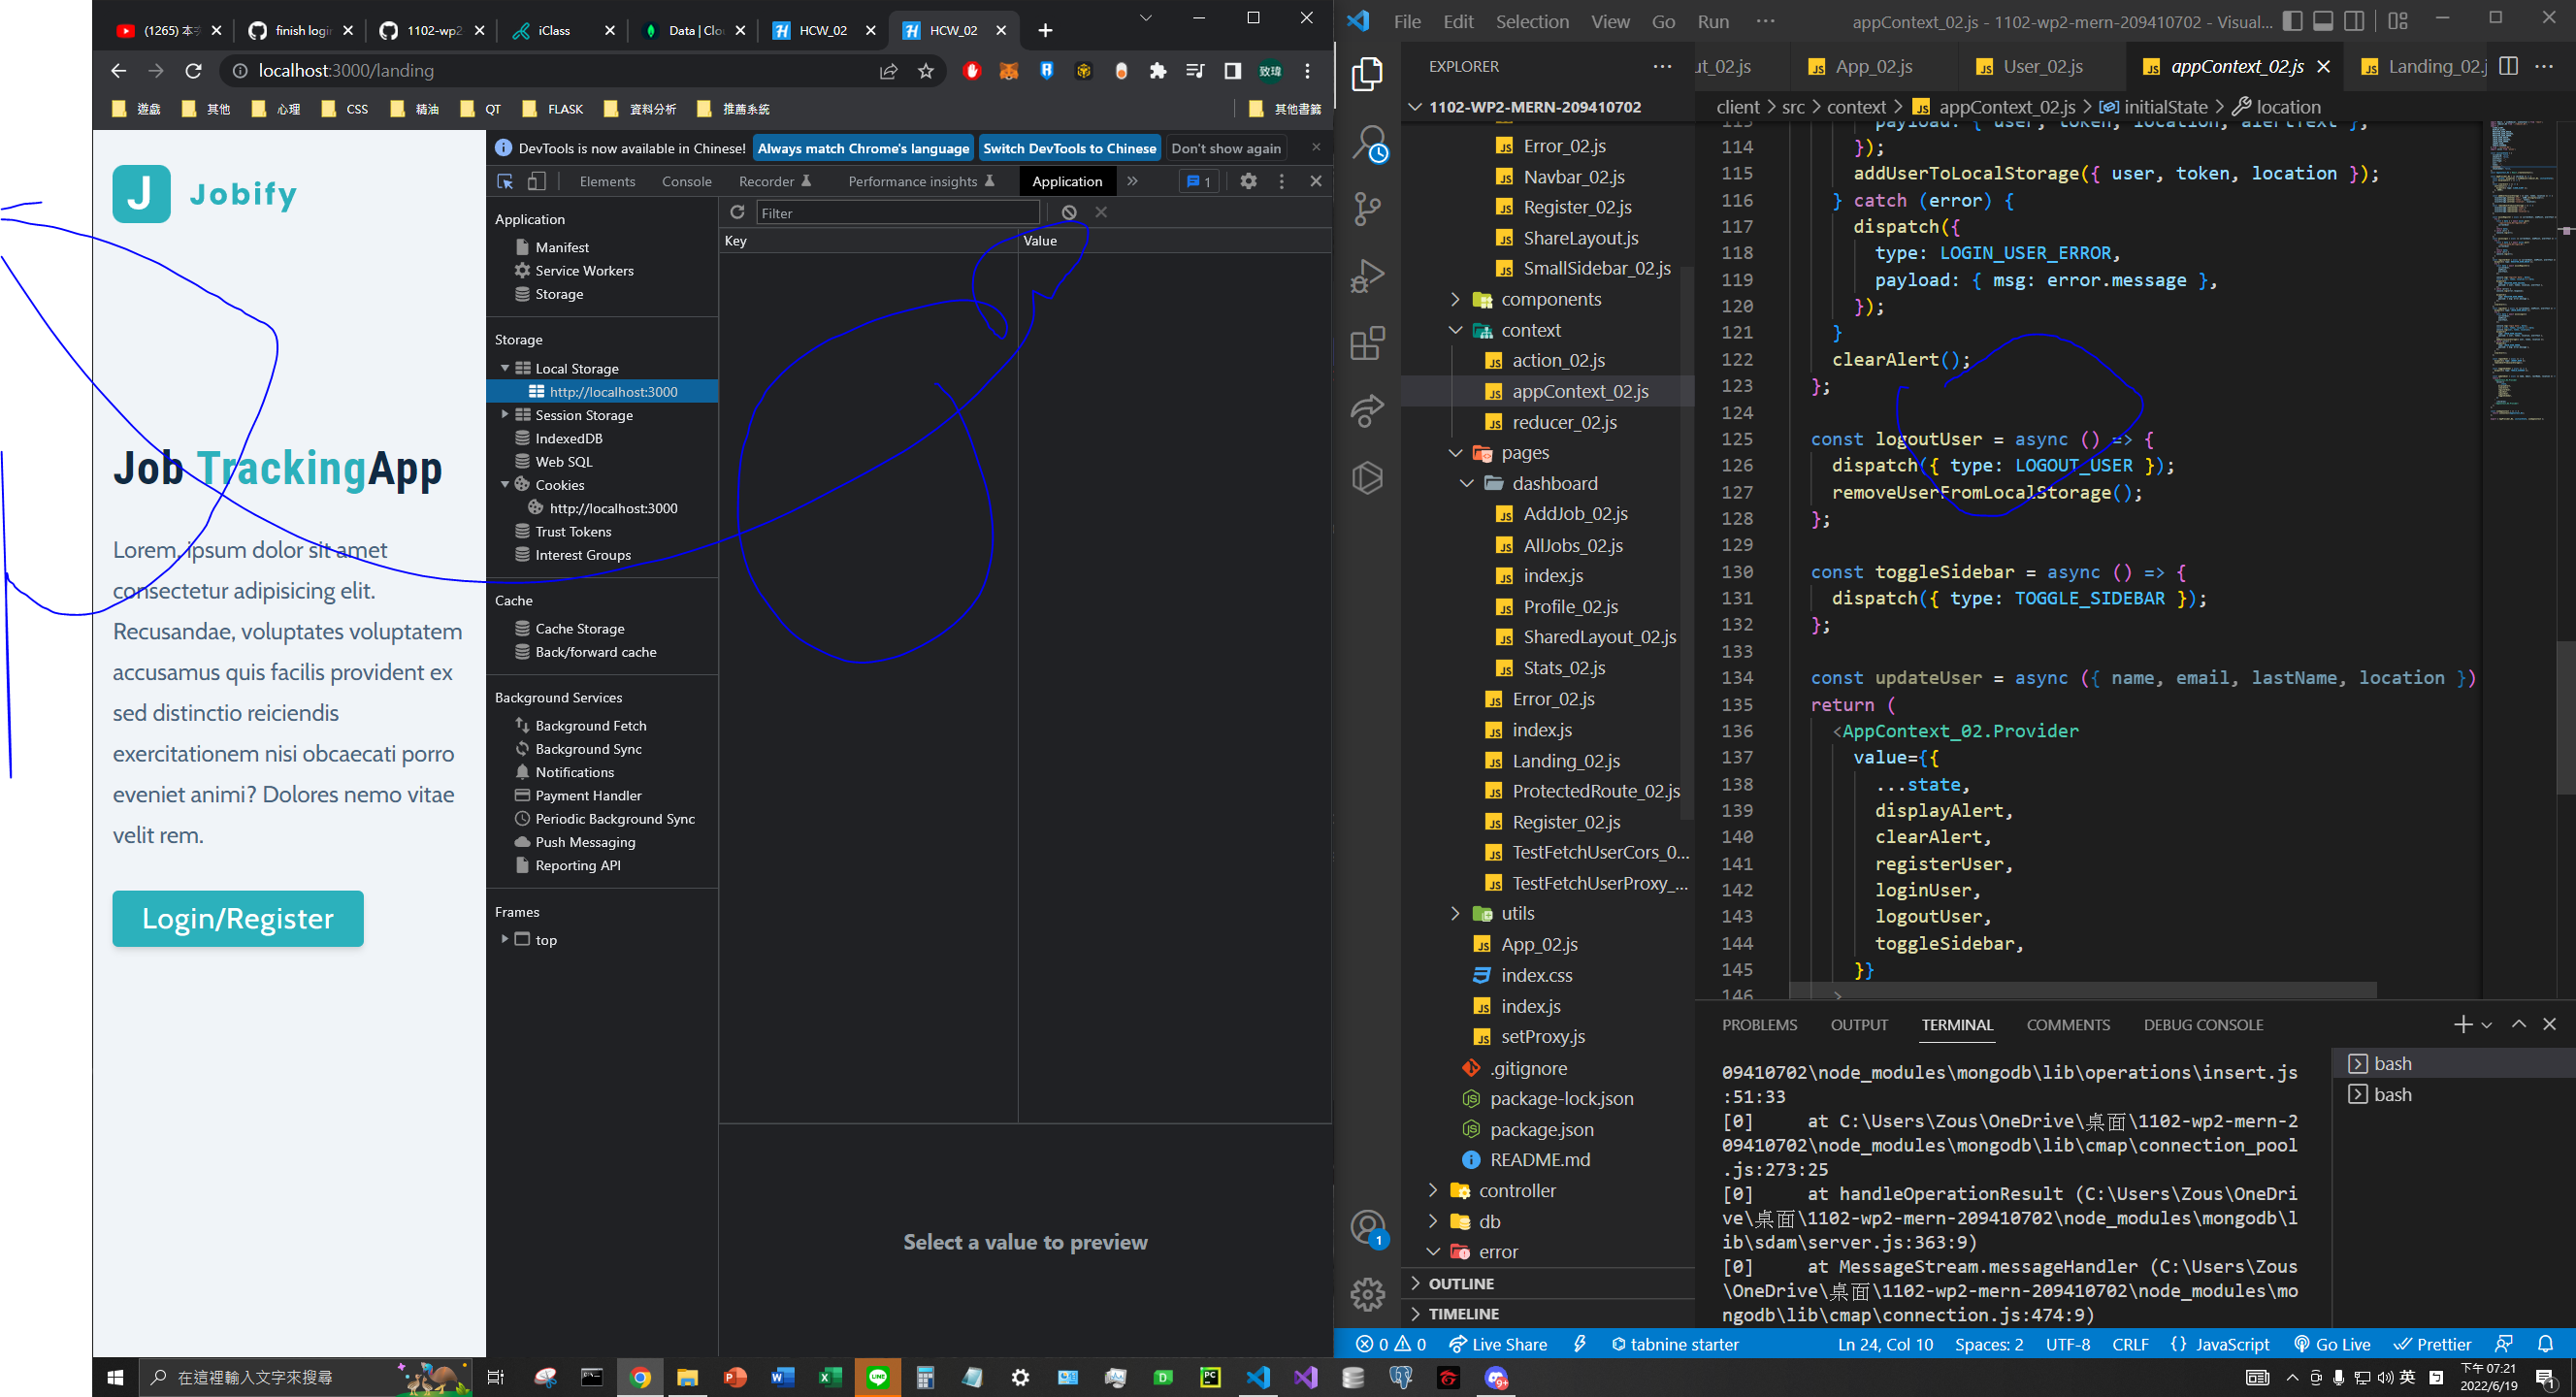 (1265) 本
finish logi
1102-wp2
iClass
Data | Clo
HCW_02
HCW_02
localhost:3000/landing
致瑋
遊戲
其他
心理
CSS
精油
QT
FLASK
資料分析
推薦系統
其他書籤
Jobify
Job TrackingApp
Lorem, ipsum dolor sit amet
consectetur adipisicing elit.
Recusandae, voluptates voluptatem
accusamus quis facilis provident ex
sed distinctio reiciendis
exercitationem nisi obcaecati porro
eveniet animi? Dolores nemo vitae
velit rem.
Login/Register
DevTools is now available in Chinese!
Always match Chrome's language
Switch DevTools to Chinese
Don't show again
Elements
Console
Recorder
Performance insights
Application
1
Filter
Key
Value
Application
Manifest
Service Workers
Storage
Storage
Local Storage
http://localhost:3000
Session Storage
IndexedDB
Web SQL
Cookies
http://localhost:3000
Trust Tokens
Interest Groups
Cache
Cache Storage
Back/forward cache
Background Services
Background Fetch
Background Sync
Notifications
Payment Handler
Periodic Background Sync
Push Messaging
Reporting API
Frames
top
Select a value to preview
File Edit Selection View Go Run ···
appContext_02.js - 1102-wp2-mern-209410702 - Visual...
EXPLORER
1102-WP2-MERN-209410702
Error_02.js
Navbar_02.js
Register_02.js
ShareLayout.js
SmallSidebar_02.js
components
context
action_02.js
appContext_02.js
reducer_02.js
pages
dashboard
AddJob_02.js
AllJobs_02.js
index.js
Profile_02.js
SharedLayout_02.js
Stats_02.js
Error_02.js
index.js
Landing_02.js
ProtectedRoute_02.js
Register_02.js
TestFetchUserCors_0...
TestFetchUserProxy_...
utils
App_02.js
index.css
index.js
setProxy.js
.gitignore
package-lock.json
package.json
README.md
controller
db
error
OUTLINE
TIMELINE
ut_02.js
App_02.js
User_02.js
appContext_02.js
Landing_02.j
client > src > context > appContext_02.js > initialState > location
113 payload: { user, token, location, alertText },
114 });
115 addUserToLocalStorage({ user, token, location });
116 } catch (error) {
117 dispatch({
118 type: LOGIN_USER_ERROR,
119 payload: { msg: error.message },
120 });
121 }
122 clearAlert();
123 };
124
125 const logoutUser = async () => {
126 dispatch({ type: LOGOUT_USER });
127 removeUserFromLocalStorage();
128 };
129
130 const toggleSidebar = async () => {
131 dispatch({ type: TOGGLE_SIDEBAR });
132 };
133
134 const updateUser = async ({ name, email, lastName, location })
135 return (
136 <AppContext_02.Provider
137 value={{
138 ...state,
139 displayAlert,
140 clearAlert,
141 registerUser,
142 loginUser,
143 logoutUser,
144 toggleSidebar,
145 }}
146 >
PROBLEMS OUTPUT TERMINAL COMMENTS DEBUG CONSOLE
09410702\node_modules\mongodb\lib\operations\insert.js
:51:33
[0] at C:\Users\Zous\OneDrive\桌面\1102-wp2-mern-2
09410702\node_modules\mongodb\lib\cmap\connection_pool
.js:273:25
[0] at handleOperationResult (C:\Users\Zous\OneDri
ve\桌面\1102-wp2-mern-209410702\node_modules\mongodb\l
ib\sdam\server.js:363:9)
[0] at MessageStream.messageHandler (C:\Users\Zous
\OneDrive\桌面\1102-wp2-mern-209410702\node_modules\mo
ngodb\lib\cmap\connection.js:474:9)
bash
bash
0 0 Live Share tabnine starter
Ln 24, Col 10 Spaces: 2 UTF-8 CRLF {} JavaScript Go Live Prettier
在這裡輸入文字來搜尋
英
下午 07:21
2022/6/19